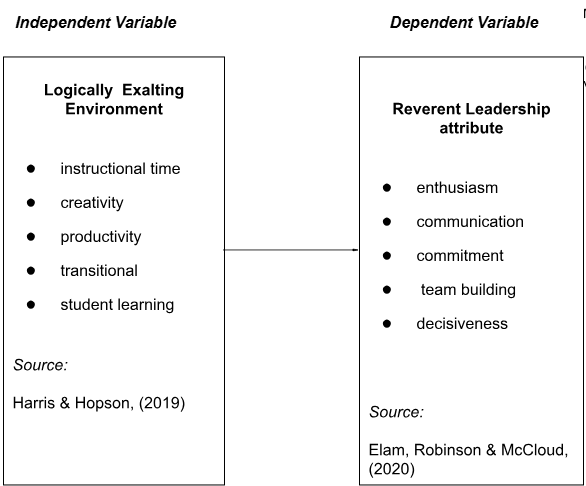 Independent Variable
Logically Exalting
Environment
● instructional time
● creativity
● productivity
● transitional
● student learning
Source:
Harris & Hopson, (2019)
Dependent Variable
Reverent Leadership
attribute
● enthusiasm
● communication
● commitment
● team building
● decisiveness
Source:
Elam, Robinson & McCloud,
(2020)